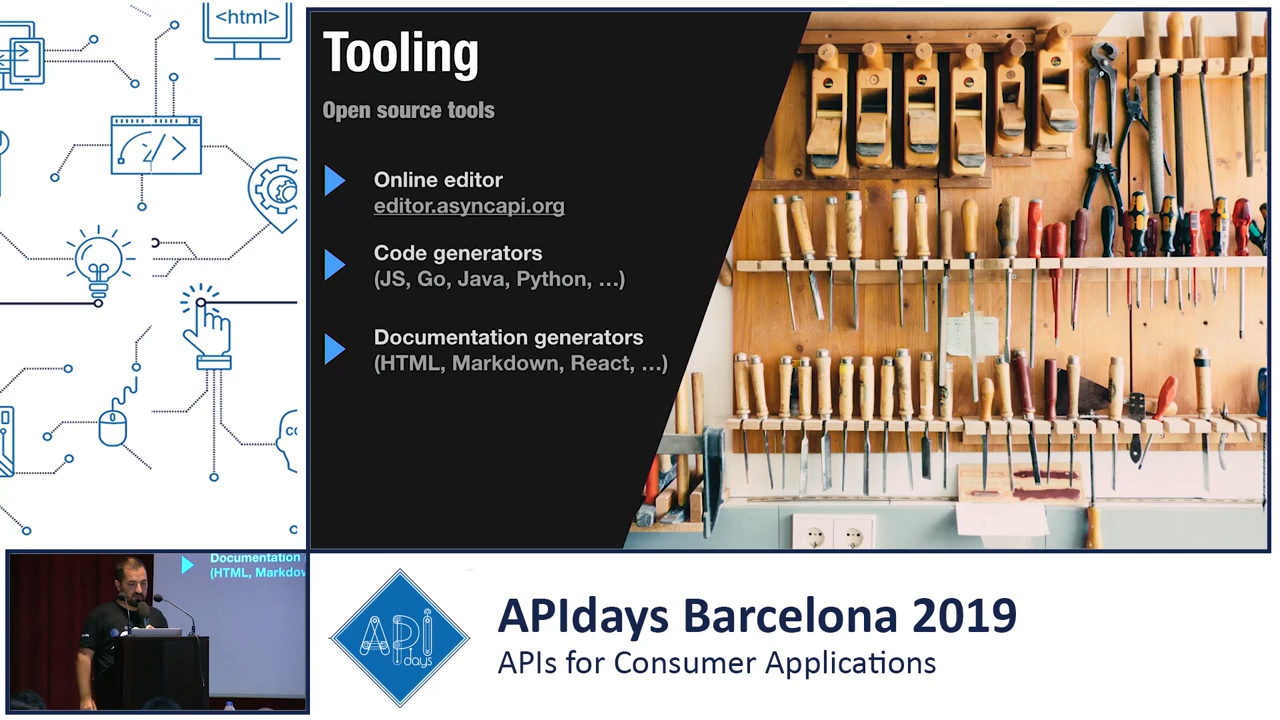 <html>
</>
Tooling
Open source tools
Online editor
editor.asyncapi.org
Code generators
(JS, Go, Java, Python, ...)
Documentation generators
(HTML, Markdown, React, ...)
Documentation
(HTML, Markdow
API
days
APIdays Barcelona 2019
APIs for Consumer Applications